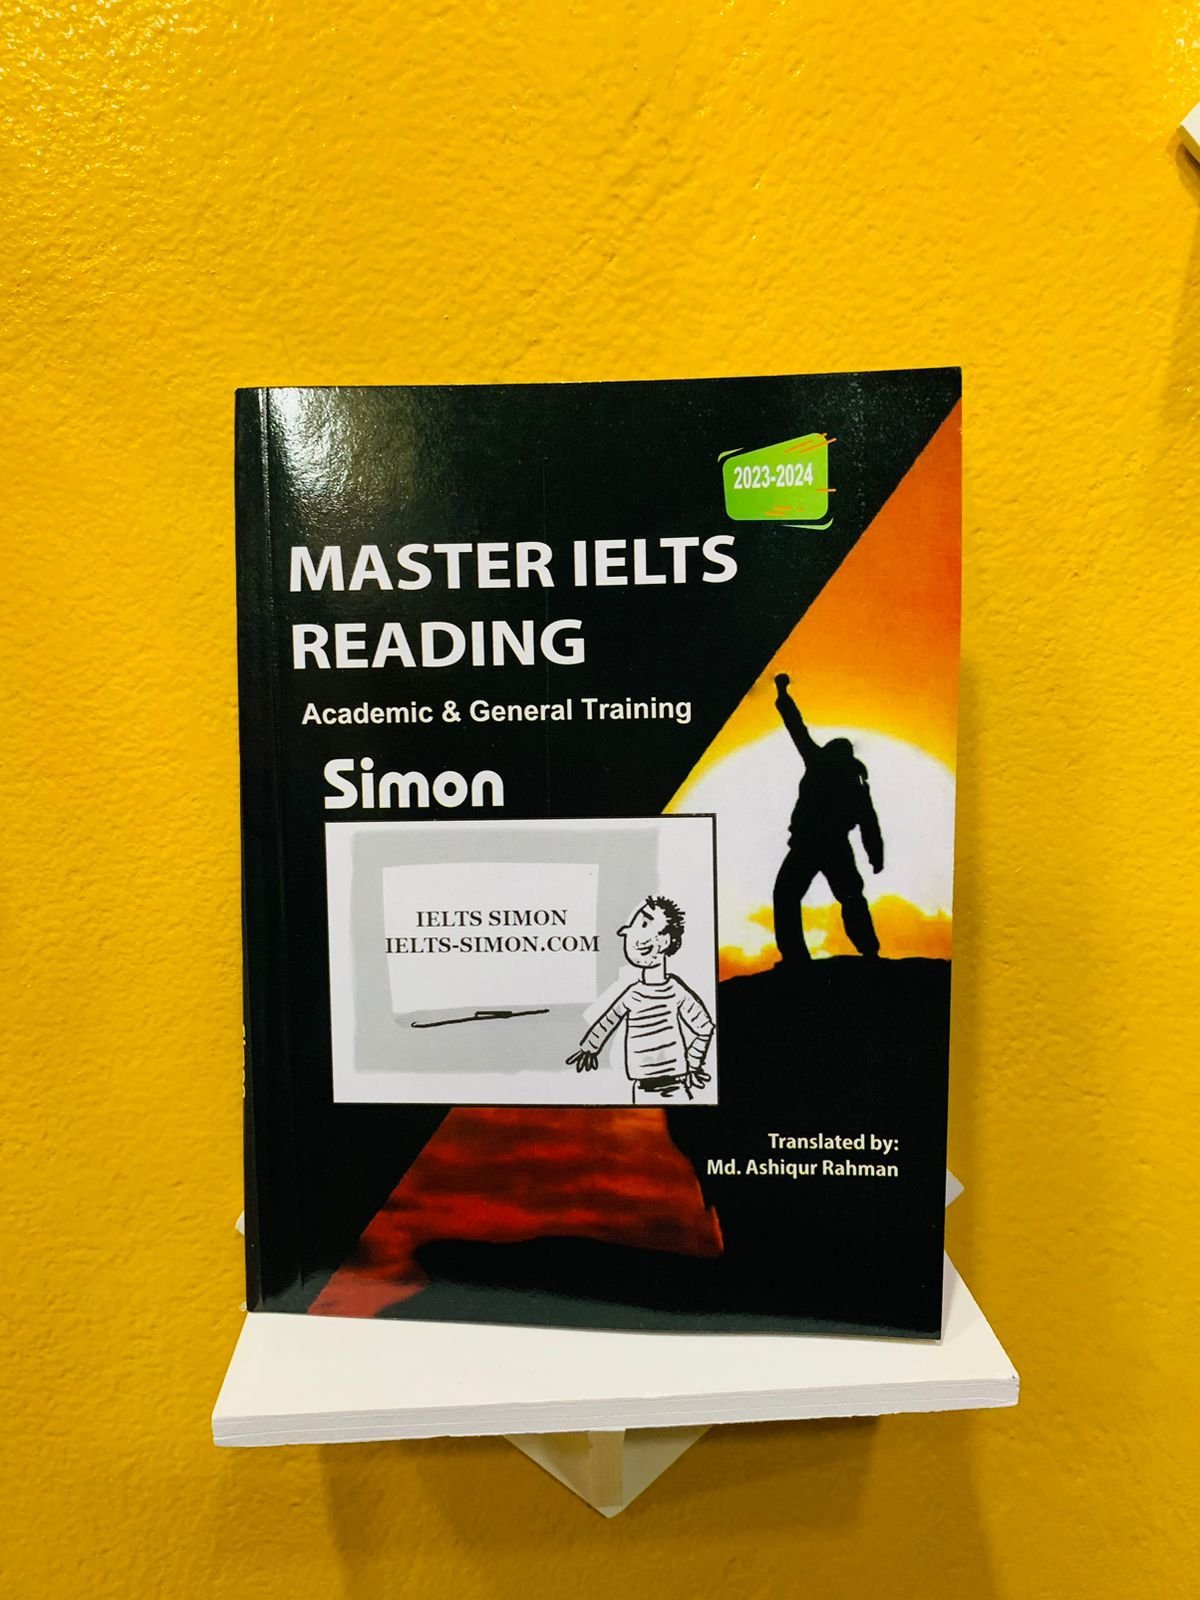 2023-2024
MASTER IELTS
READING
Academic & General Training
Simon
IELTS SIMON
IELTS-SIMON.COM
Translated by:
Md. Ashiqur Rahman